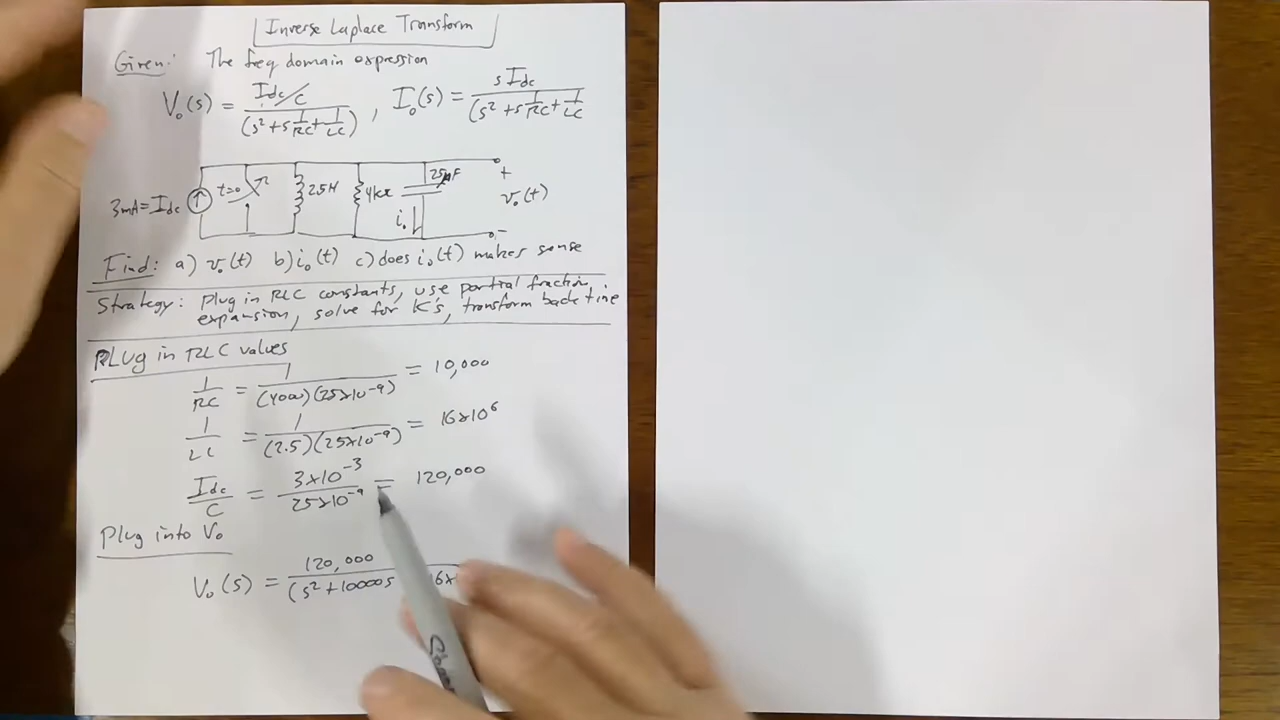 Inverse Laplace Transform
Given: The freq domain expression
V₀(s) = Idc/C / (s² + s 1/RC + 1/LC) , I₀(s) = s Idc / (s² + s 1/RC + 1/LC)
3mA = Idc t=0 2.5H 4kΩ 25nF i₀ + v₀(t) -
Find: a) v₀(t) b) i₀(t) c) does i₀(t) makes sense
Strategy: Plug in RLC constants, use partial fraction
expansion, solve for K's, transform back time
PLUG in RLC values
1/RC = 1/(4000)(25×10⁻⁹) = 10,000
1/LC = 1/(2.5)(25×10⁻⁹) = 16×10⁶
Idc/C = 3×10⁻³/25×10⁻⁹ = 120,000
Plug into V₀
V₀(s) = 120,000 / (s² + 10000s 16×
Sharpie